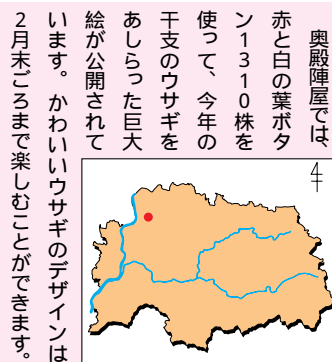 奥殿陣屋では、
赤と白の葉ボタ
ン1310株を
使って、今年の
干支のウサギを
あしらった巨大
絵が公開されて
います。かわいいウサギのデザインは
2月末ごろまで楽しむことができます。